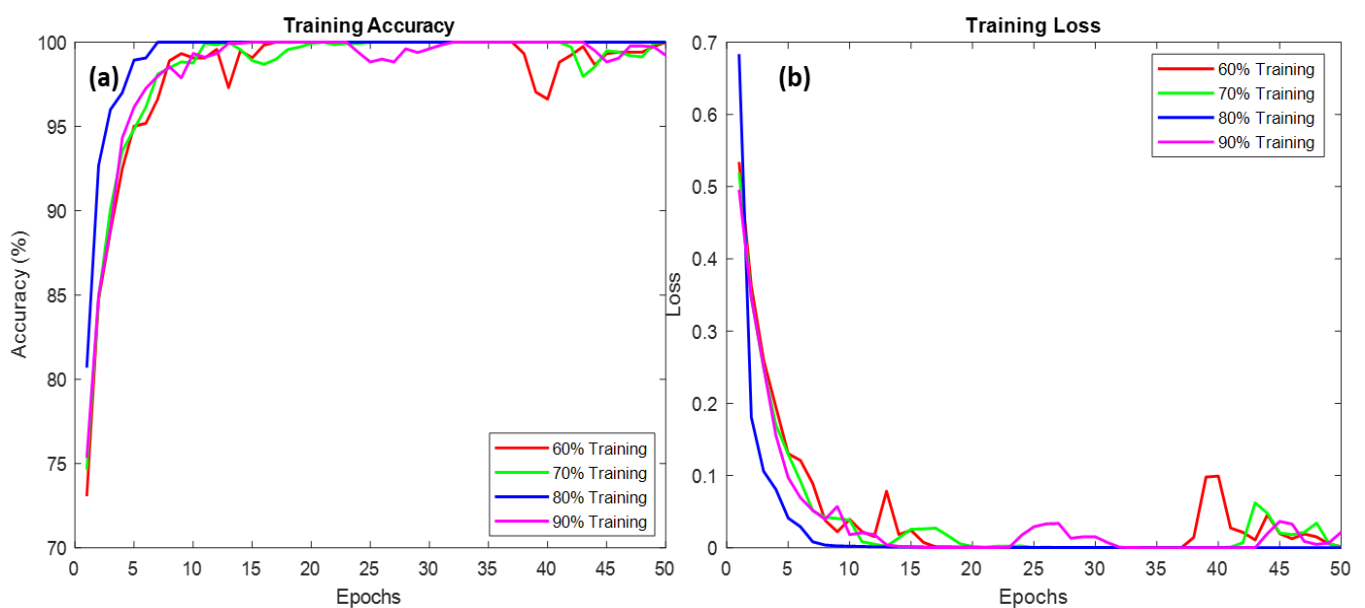 Training Accuracy
(a)
100
95
90
85
80
75
70
Accuracy (%)
0 5 10 15 20 25 30 35 40 45 50
Epochs
60% Training
70% Training
80% Training
90% Training
Training Loss
(b)
0.7
0.6
0.5
0.4
0.3
0.2
0.1
0
Loss
0 5 10 15 20 25 30 35 40 45 50
Epochs
60% Training
70% Training
80% Training
90% Training